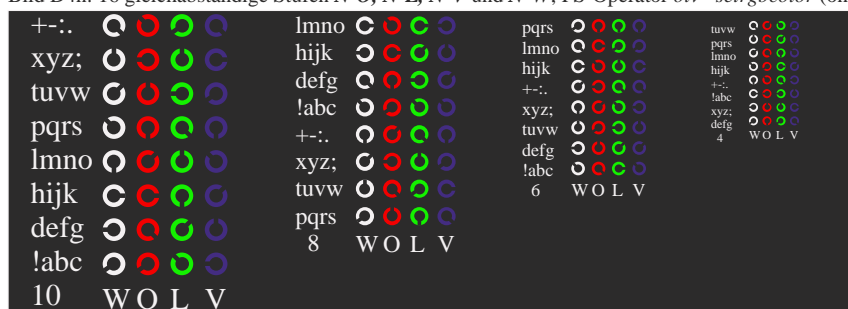 +-:.
xyz;
tuvw
pqrs
lmno
hijk
defg
!abc
10 W O L V
lmno
hijk
defg
!abc
+-:.
xyz;
tuvw
pqrs
8 W O L V
pqrs
lmno
hijk
+-:.
xyz;
tuvw
defg
!abc
6 W O L V
tuvw
pqrs
lmno
hijk
+-:.
!abc
xyz;
defg
4 W O L V